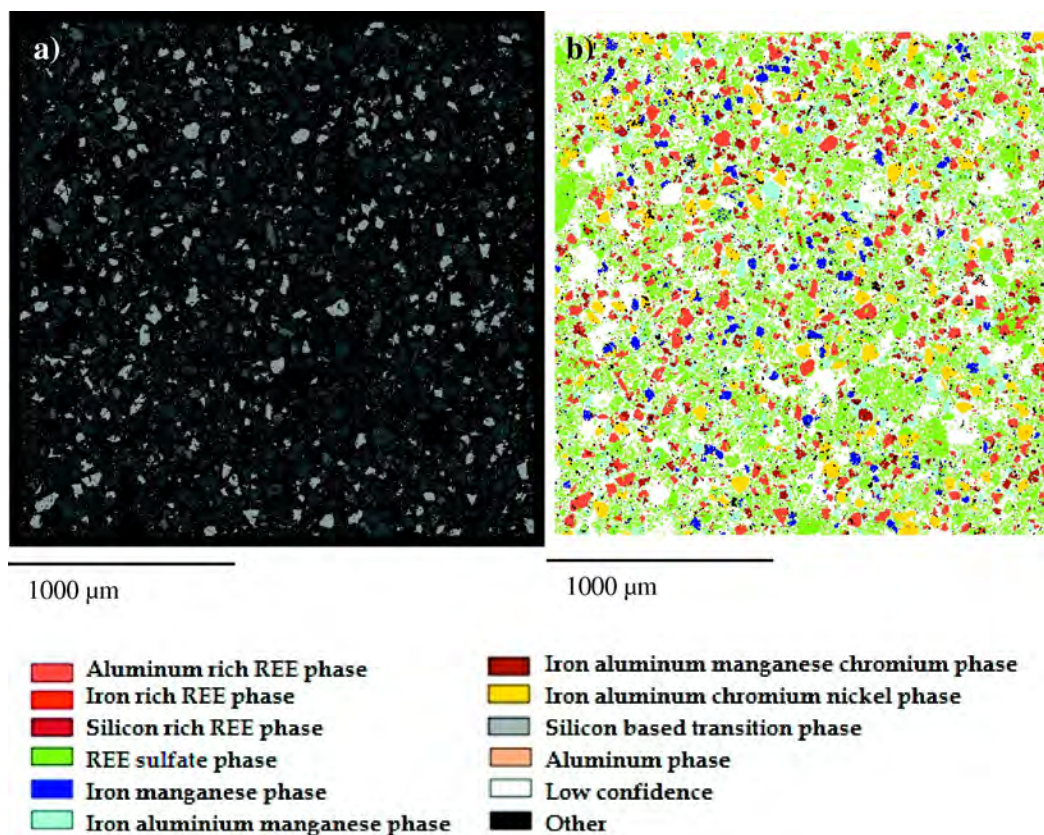 a)
b)
1000 µm
1000 µm
Aluminum rich REE phase
Iron rich REE phase
Silicon rich REE phase
REE sulfate phase
Iron manganese phase
Iron aluminium manganese phase
Iron aluminum manganese chromium phase
Iron aluminum chromium nickel phase
Silicon based transition phase
Aluminum phase
Low confidence
Other